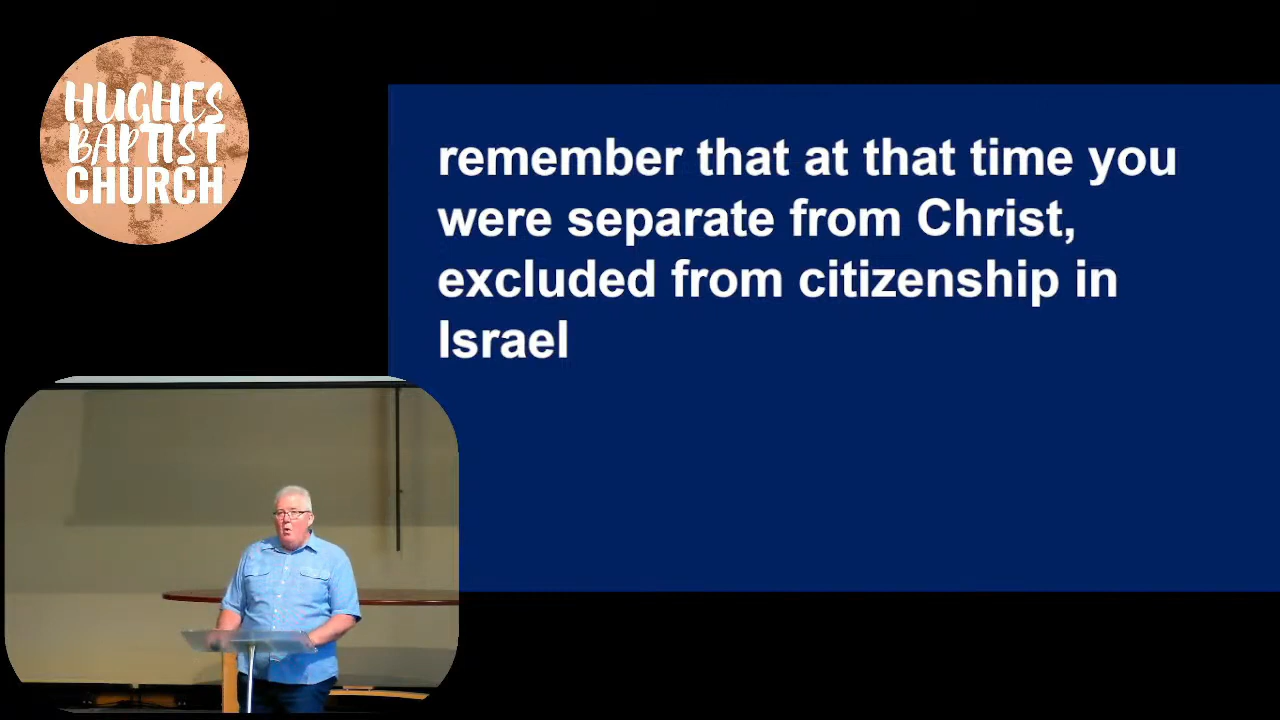 HUGHES
BAPTIST
CHURCH
remember that at that time you
were separate from Christ,
excluded from citizenship in
Israel